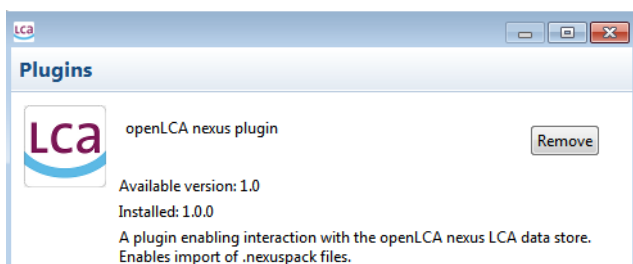 LCA
Plugins
LCA
openLCA nexus plugin
Remove
Available version: 1.0
Installed: 1.0.0
A plugin enabling interaction with the openLCA nexus LCA data store.
Enables import of .nexuspack files.